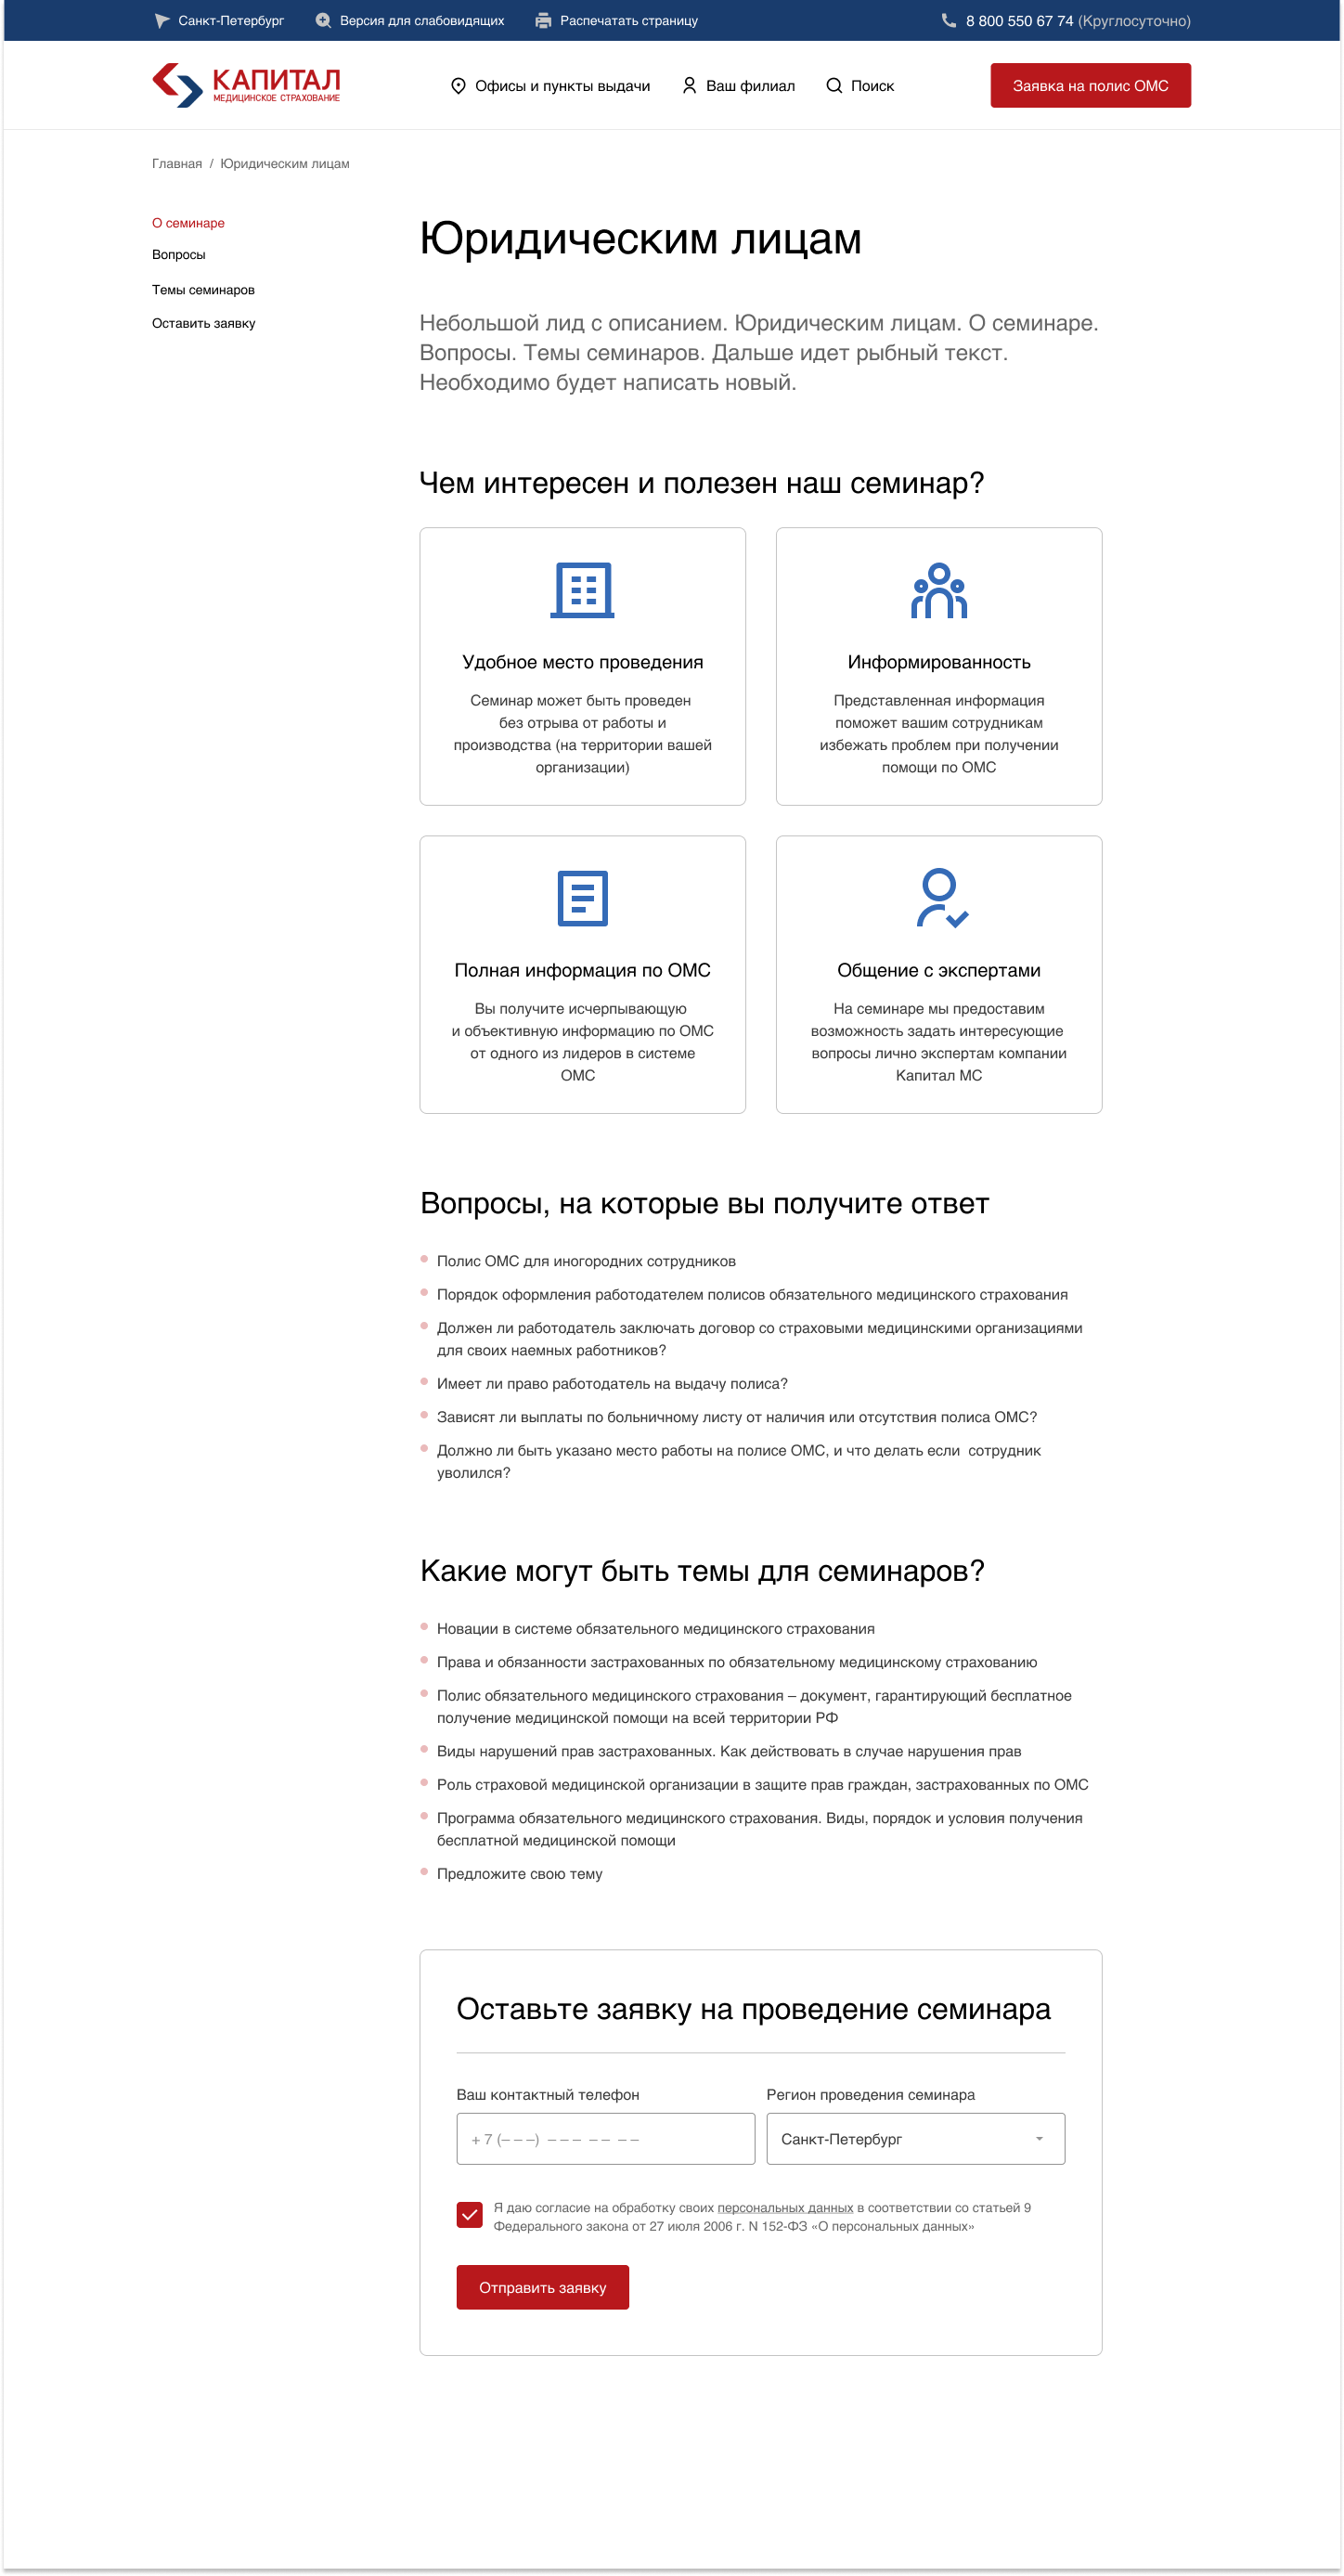 Санкт-Петербург
Версия для слабовидящих
Распечатать страницу
8 800 550 67 74 (Круглосуточно)
КАПИТАЛ
МЕДИЦИНСКОЕ СТРАХОВАНИЕ
Офисы и пункты выдачи
Ваш филиал
Поиск
Заявка на полис ОМС
Главная / Юридическим лицам
О семинаре
Вопросы
Темы семинаров
Оставить заявку
Юридическим лицам
Небольшой лид с описанием. Юридическим лицам. О семинаре.
Вопросы. Темы семинаров. Дальше идет рыбный текст.
Необходимо будет написать новый.
Чем интересен и полезен наш семинар?
Удобное место проведения
Семинар может быть проведен
без отрыва от работы и
производства (на территории вашей
организации)
Информированность
Представленная информация
поможет вашим сотрудникам
избежать проблем при получении
помощи по ОМС
Полная информация по ОМС
Вы получите исчерпывающую
и объективную информацию по ОМС
от одного из лидеров в системе
ОМС
Общение с экспертами
На семинаре мы предоставим
возможность задать интересующие
вопросы лично экспертам компании
Капитал МС
Вопросы, на которые вы получите ответ
Полис ОМС для иногородних сотрудников
Порядок оформления работодателем полисов обязательного медицинского страхования
Должен ли работодатель заключать договор со страховыми медицинскими организациями
для своих наемных работников?
Имеет ли право работодатель на выдачу полиса?
Зависят ли выплаты по больничному листу от наличия или отсутствия полиса ОМС?
Должно ли быть указано место работы на полисе ОМС, и что делать если  сотрудник
уволился?
Какие могут быть темы для семинаров?
Новации в системе обязательного медицинского страхования
Права и обязанности застрахованных по обязательному медицинскому страхованию
Полис обязательного медицинского страхования – документ, гарантирующий бесплатное
получение медицинской помощи на всей территории РФ
Виды нарушений прав застрахованных. Как действовать в случае нарушения прав
Роль страховой медицинской организации в защите прав граждан, застрахованных по ОМС
Программа обязательного медицинского страхования. Виды, порядок и условия получения
бесплатной медицинской помощи
Предложите свою тему
Оставьте заявку на проведение семинара
Ваш контактный телефон
+ 7 (– – –)  – – –  – –  – –
Регион проведения семинара
Санкт-Петербург
Я даю согласие на обработку своих персональных данных в соответствии со статьей 9
Федерального закона от 27 июля 2006 г. N 152-ФЗ «О персональных данных»
Отправить заявку